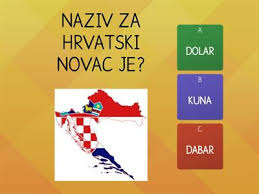 NAZIV ZA
HRVATSKI
NOVAC JE?
A
DOLAR
B
KUNA
C
DABAR